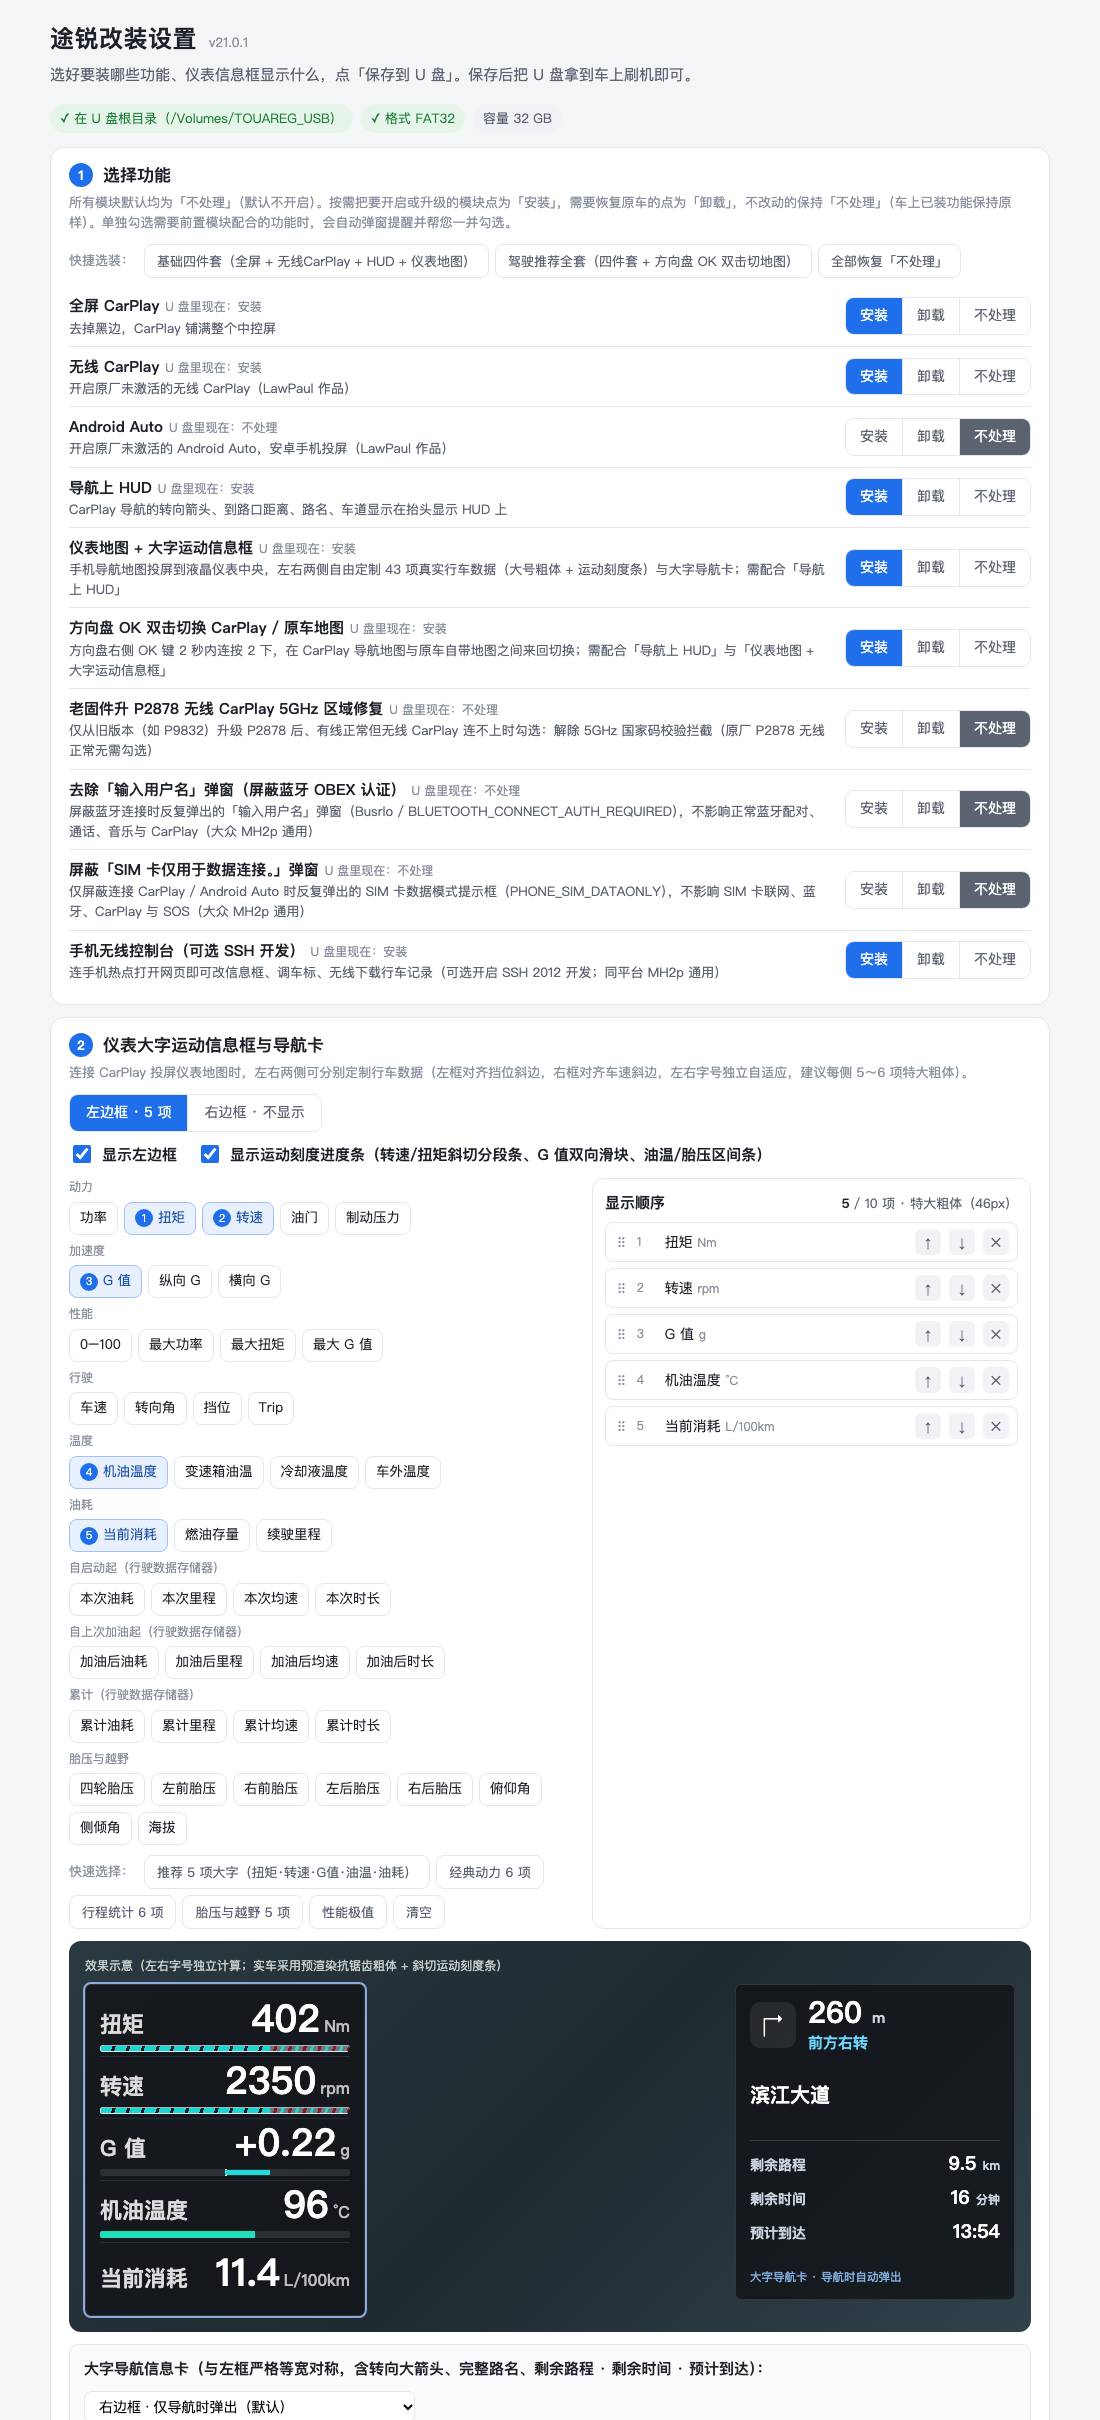 途锐改装设置 v21.0.1
选好要装哪些功能、仪表信息框显示什么，点「保存到 U 盘」。保存后把 U 盘拿到车上刷机即可。
✓ 在 U 盘根目录（/Volumes/TOUAREG_USB） ✓ 格式 FAT32 容量 32 GB
1 选择功能
所有模块默认均为「不处理」（默认不开启）。按需把要开启或升级的模块点为「安装」，需要恢复原车的点为「卸载」，不改动的保持「不处理」（车上已装功能保持原
样）。单独勾选需要前置模块配合的功能时，会自动弹窗提醒并帮您一并勾选。
快捷选装： 基础四件套（全屏 + 无线CarPlay + HUD + 仪表地图） 驾驶推荐全套（四件套 + 方向盘 OK 双击切地图） 全部恢复「不处理」
全屏 CarPlay U 盘里现在：安装
去掉黑边，CarPlay 铺满整个中控屏
安装 卸载 不处理
无线 CarPlay U 盘里现在：安装
开启原厂未激活的无线 CarPlay（LawPaul 作品）
安装 卸载 不处理
Android Auto U 盘里现在：不处理
开启原厂未激活的 Android Auto，安卓手机投屏（LawPaul 作品）
安装 卸载 不处理
导航上 HUD U 盘里现在：安装
CarPlay 导航的转向箭头、到路口距离、路名、车道显示在抬头显示 HUD 上
安装 卸载 不处理
仪表地图 + 大字运动信息框 U 盘里现在：安装
手机导航地图投屏到液晶仪表中央，左右两侧自由定制 43 项真实行车数据（大号粗体 + 运动刻度条）与大字导航卡；需配合「导航
上 HUD」
安装 卸载 不处理
方向盘 OK 双击切换 CarPlay / 原车地图 U 盘里现在：安装
方向盘右侧 OK 键 2 秒内连按 2 下，在 CarPlay 导航地图与原车自带地图之间来回切换；需配合「导航上 HUD」与「仪表地图 +
大字运动信息框」
安装 卸载 不处理
老固件升 P2878 无线 CarPlay 5GHz 区域修复 U 盘里现在：不处理
仅从旧版本（如 P9832）升级 P2878 后、有线正常但无线 CarPlay 连不上时勾选：解除 5GHz 国家码校验拦截（原厂 P2878 无线
正常无需勾选）
安装 卸载 不处理
去除「输入用户名」弹窗（屏蔽蓝牙 OBEX 认证） U 盘里现在：不处理
屏蔽蓝牙连接时反复弹出的「输入用户名」弹窗（BusrIo / BLUETOOTH_CONNECT_AUTH_REQUIRED），不影响正常蓝牙配对、
通话、音乐与 CarPlay（大众 MH2p 通用）
安装 卸载 不处理
屏蔽「SIM 卡仅用于数据连接。」弹窗 U 盘里现在：不处理
仅屏蔽连接 CarPlay / Android Auto 时反复弹出的 SIM 卡数据模式提示框（PHONE_SIM_DATAONLY），不影响 SIM 卡联网、蓝
牙、CarPlay 与 SOS（大众 MH2p 通用）
安装 卸载 不处理
手机无线控制台（可选 SSH 开发） U 盘里现在：安装
连手机热点打开网页即可改信息框、调车标、无线下载行车记录（可选开启 SSH 2012 开发；同平台 MH2p 通用）
安装 卸载 不处理
2 仪表大字运动信息框与导航卡
连接 CarPlay 投屏仪表地图时，左右两侧可分别定制行车数据（左框对齐挡位斜边，右框对齐车速斜边，左右字号独立自适应，建议每侧 5～6 项特大粗体）。
左边框 · 5 项 右边框 · 不显示
显示左边框 显示运动刻度进度条（转速/扭矩斜切分段条、G 值双向滑块、油温/胎压区间条）
动力
功率 1 扭矩 2 转速 油门 制动压力
加速度
3 G 值 纵向 G 横向 G
性能
0–100 最大功率 最大扭矩 最大 G 值
行驶
车速 转向角 挡位 Trip
温度
4 机油温度 变速箱油温 冷却液温度 车外温度
油耗
5 当前消耗 燃油存量 续驶里程
自启动起（行驶数据存储器）
本次油耗 本次里程 本次均速 本次时长
自上次加油起（行驶数据存储器）
加油后油耗 加油后里程 加油后均速 加油后时长
累计（行驶数据存储器）
累计油耗 累计里程 累计均速 累计时长
胎压与越野
四轮胎压 左前胎压 右前胎压 左后胎压 右后胎压 俯仰角
侧倾角 海拔
快速选择： 推荐 5 项大字（扭矩·转速·G值·油温·油耗） 经典动力 6 项
行程统计 6 项 胎压与越野 5 项 性能极值 清空
显示顺序 5 / 10 项 · 特大粗体（46px）
1 扭矩 Nm ↑ ↓ ×
2 转速 rpm ↑ ↓ ×
3 G 值 g ↑ ↓ ×
4 机油温度 °C ↑ ↓ ×
5 当前消耗 L/100km ↑ ↓ ×
效果示意（左右字号独立计算；实车采用预渲染抗锯齿粗体 + 斜切运动刻度条）
扭矩 402 Nm
转速 2350 rpm
G 值 +0.22 g
机油温度 96 °C
当前消耗 11.4 L/100km
260 m
前方右转
滨江大道
剩余路程 9.5 km
剩余时间 16 分钟
预计到达 13:54
大字导航卡 · 导航时自动弹出
大字导航信息卡（与左框严格等宽对称，含转向大箭头、完整路名、剩余路程 · 剩余时间 · 预计到达）：
右边框 · 仅导航时弹出（默认）